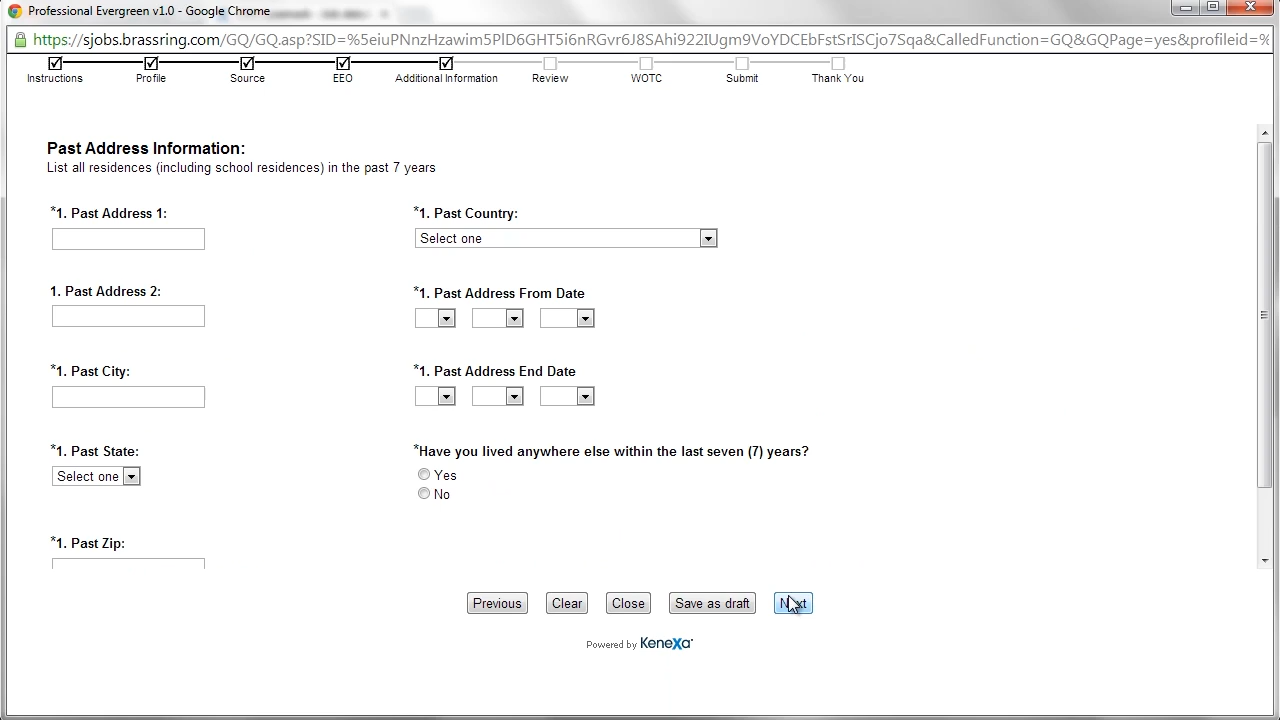 Professional Evergreen v1.0 - Google Chrome
https://sjobs.brassring.com/GQ/GQ.asp?SID=%5eiuPNnzHzawim5PlD6GHT5i6nRGvr6J8SAhi922IUgm9VoYDCEbFstSrISCjo7Sqa&CalledFunction=GQ&GQPage=yes&profileid=%
Instructions Profile Source EEO Additional Information Review WOTC Submit Thank You
Past Address Information:
List all residences (including school residences) in the past 7 years
*1. Past Address 1: *1. Past Country:
Select one
1. Past Address 2: *1. Past Address From Date
*1. Past City: *1. Past Address End Date
*1. Past State: *Have you lived anywhere else within the last seven (7) years?
Select one Yes
No
*1. Past Zip:
Previous Clear Close Save as draft Next
Powered by Kenexa